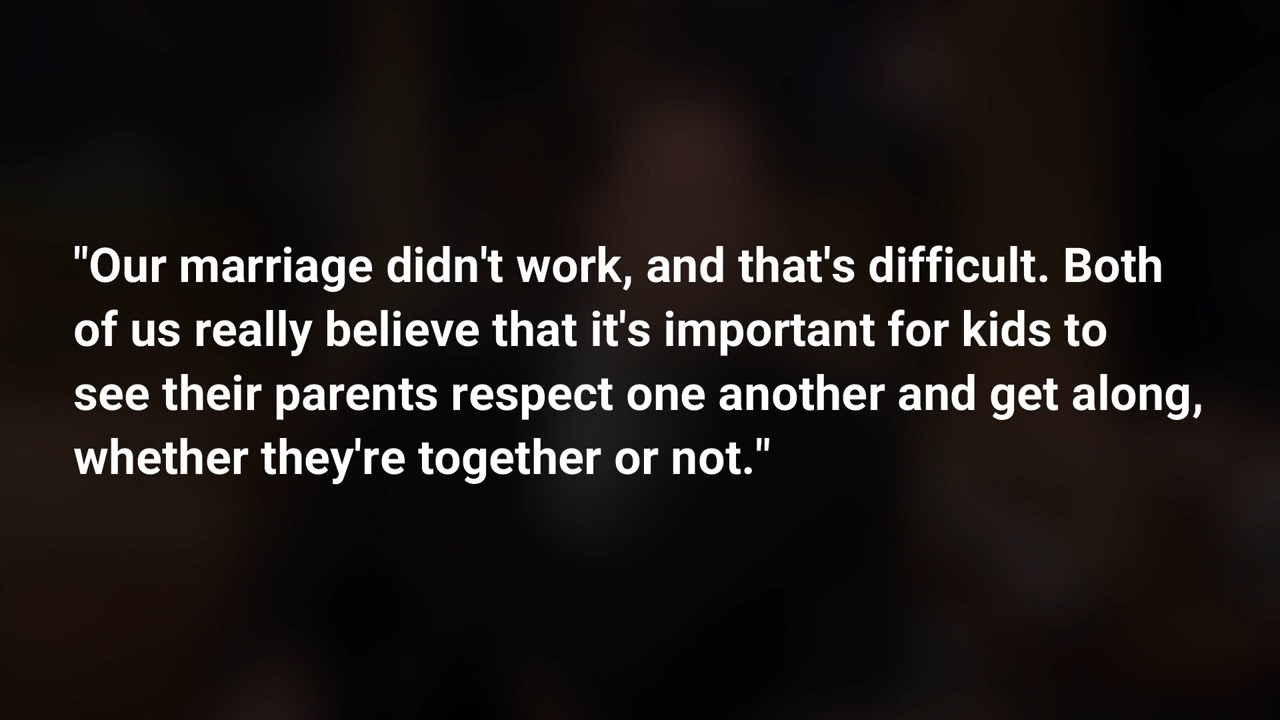 "Our marriage didn't work, and that's difficult. Both
of us really believe that it's important for kids to
see their parents respect one another and get along,
whether they're together or not."